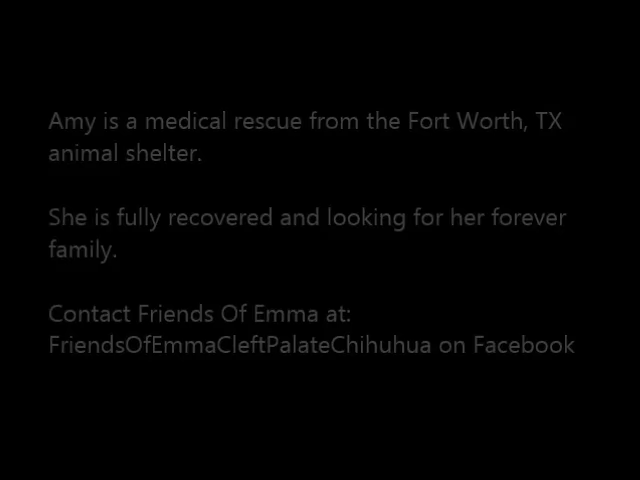 Amy is a medical rescue from the Fort Worth, TX
animal shelter.
She is fully recovered and looking for her forever
family.
Contact Friends Of Emma at:
FriendsOfEmmaCleftPalateChihuhua on Facebook